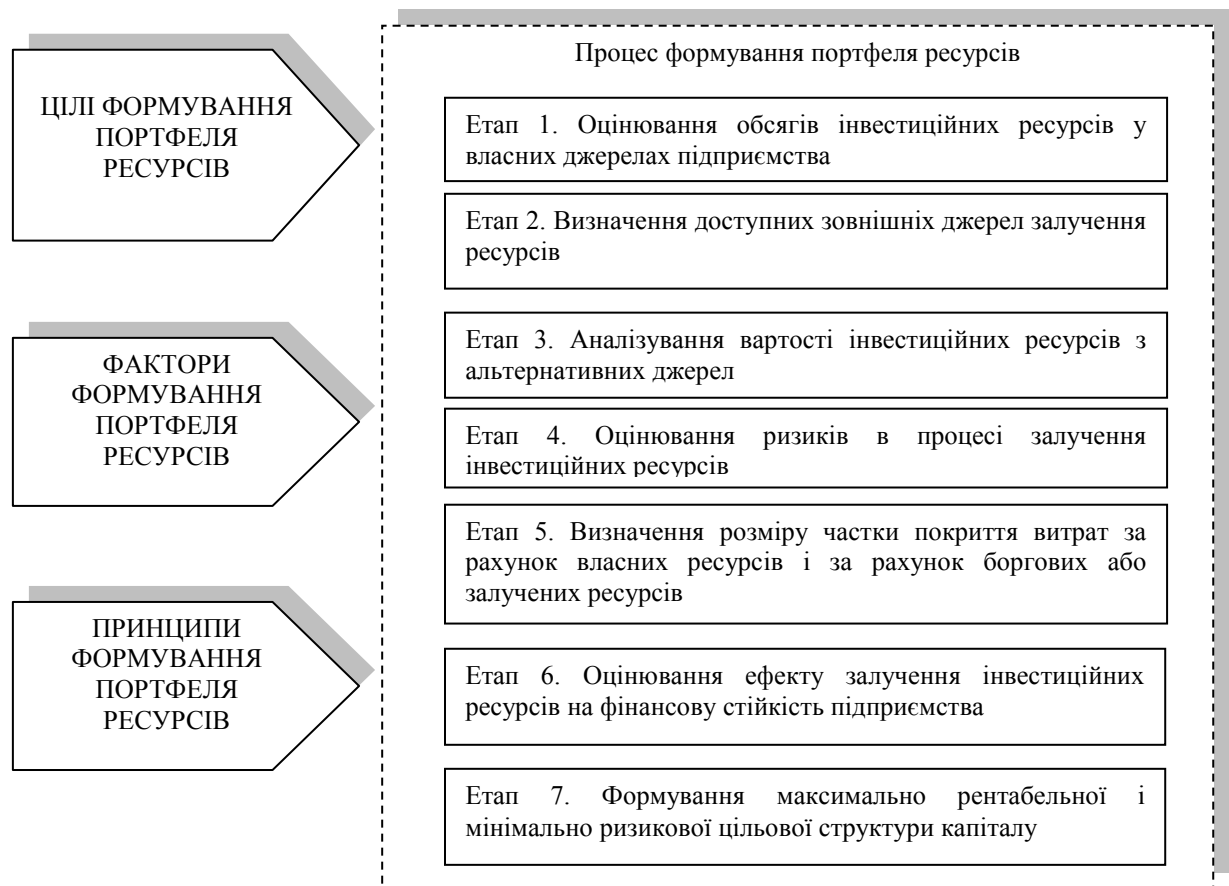 ЦІЛІ ФОРМУВАННЯ
ПОРТФЕЛЯ
РЕСУРСІВ
ФАКТОРИ
ФОРМУВАННЯ
ПОРТФЕЛЯ
РЕСУРСІВ
ПРИНЦИПИ
ФОРМУВАННЯ
ПОРТФЕЛЯ
РЕСУРСІВ
Процес формування портфеля ресурсів
Етап 1. Оцінювання обсягів інвестиційних ресурсів у
власних джерелах підприємства
Етап 2. Визначення доступних зовнішніх джерел залучення
ресурсів
Етап 3. Аналізування вартості інвестиційних ресурсів з
альтернативних джерел
Етап 4. Оцінювання ризиків в процесі залучення
інвестиційних ресурсів
Етап 5. Визначення розміру частки покриття витрат за
рахунок власних ресурсів і за рахунок боргових або
залучених ресурсів
Етап 6. Оцінювання ефекту залучення інвестиційних
ресурсів на фінансову стійкість підприємства
Етап 7. Формування максимально рентабельної і
мінімально ризикової цільової структури капіталу